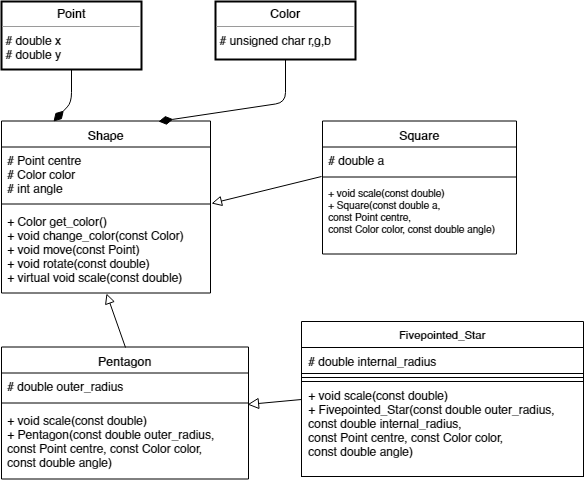 Point
# double x
# double y
Color
# unsigned char r,g,b
Shape
# Point centre
# Color color
# int angle
+ Color get_color()
+ void change_color(const Color)
+ void move(const Point)
+ void rotate(const double)
+ virtual void scale(const double)
Square
# double a
+ void scale(const double)
+ Square(const double a,
const Point centre,
const Color color, const double angle)
Pentagon
# double outer_radius
+ void scale(const double)
+ Pentagon(const double outer_radius,
const Point centre, const Color color,
const double angle)
Fivepointed_Star
# double internal_radius
+ void scale(const double)
+ Fivepointed_Star(const double outer_radius,
const double internal_radius,
const Point centre, const Color color,
const double angle)